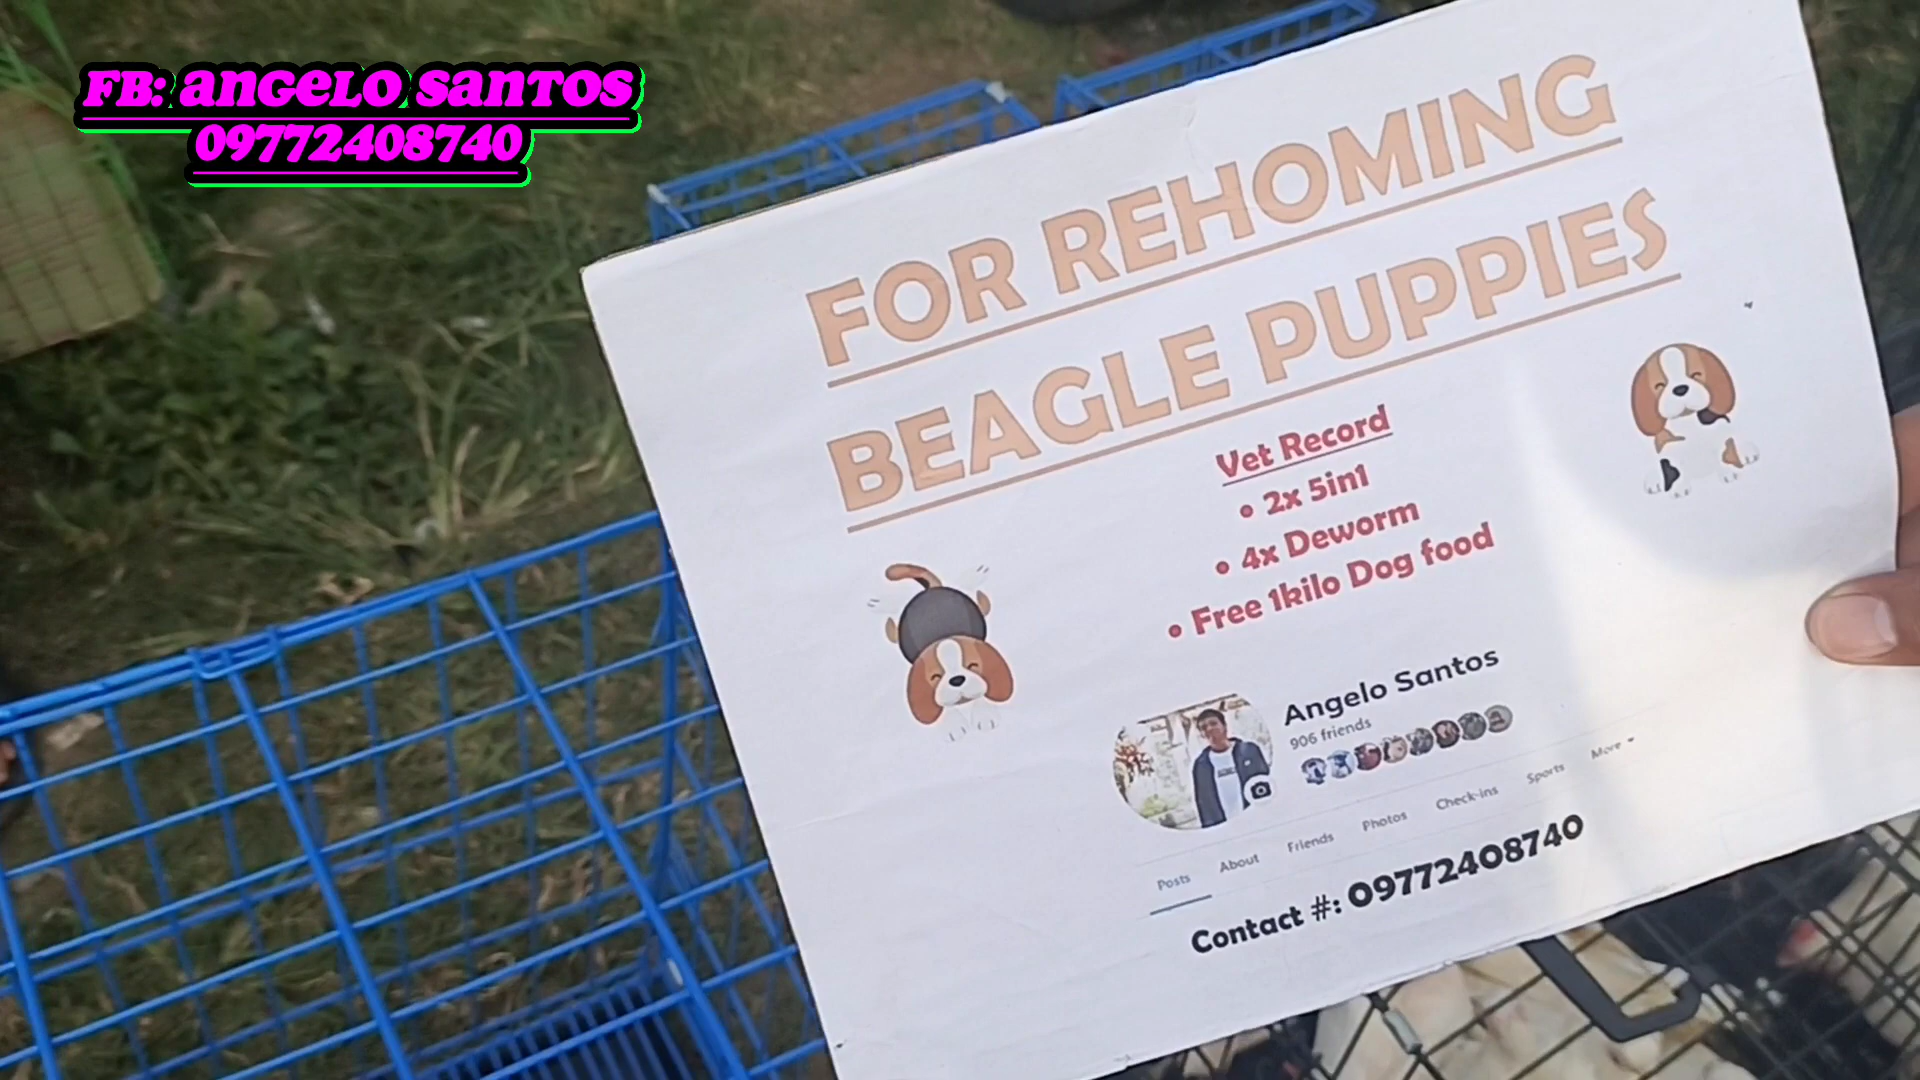 FB: ANGELO SANTOS
09772408740
FOR REHOMING
BEAGLE PUPPIES
Vet Record
• 2x 5in1
• 4x Deworm
• Free 1kilo Dog food
Angelo Santos
906 friends
Posts About Friends Photos Check-ins Sports More
Contact #: 09772408740